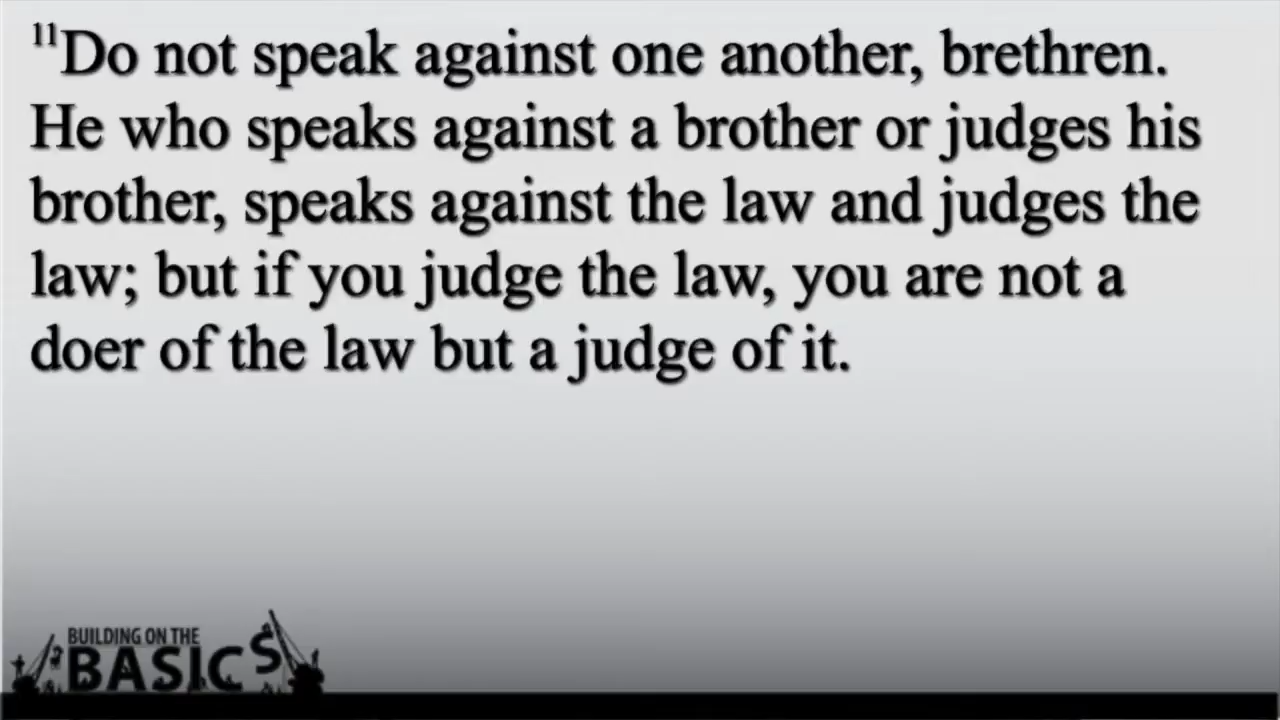 11Do not speak against one another, brethren.
He who speaks against a brother or judges his
brother, speaks against the law and judges the
law; but if you judge the law, you are not a
doer of the law but a judge of it.
BUILDING ON THE
BASICS